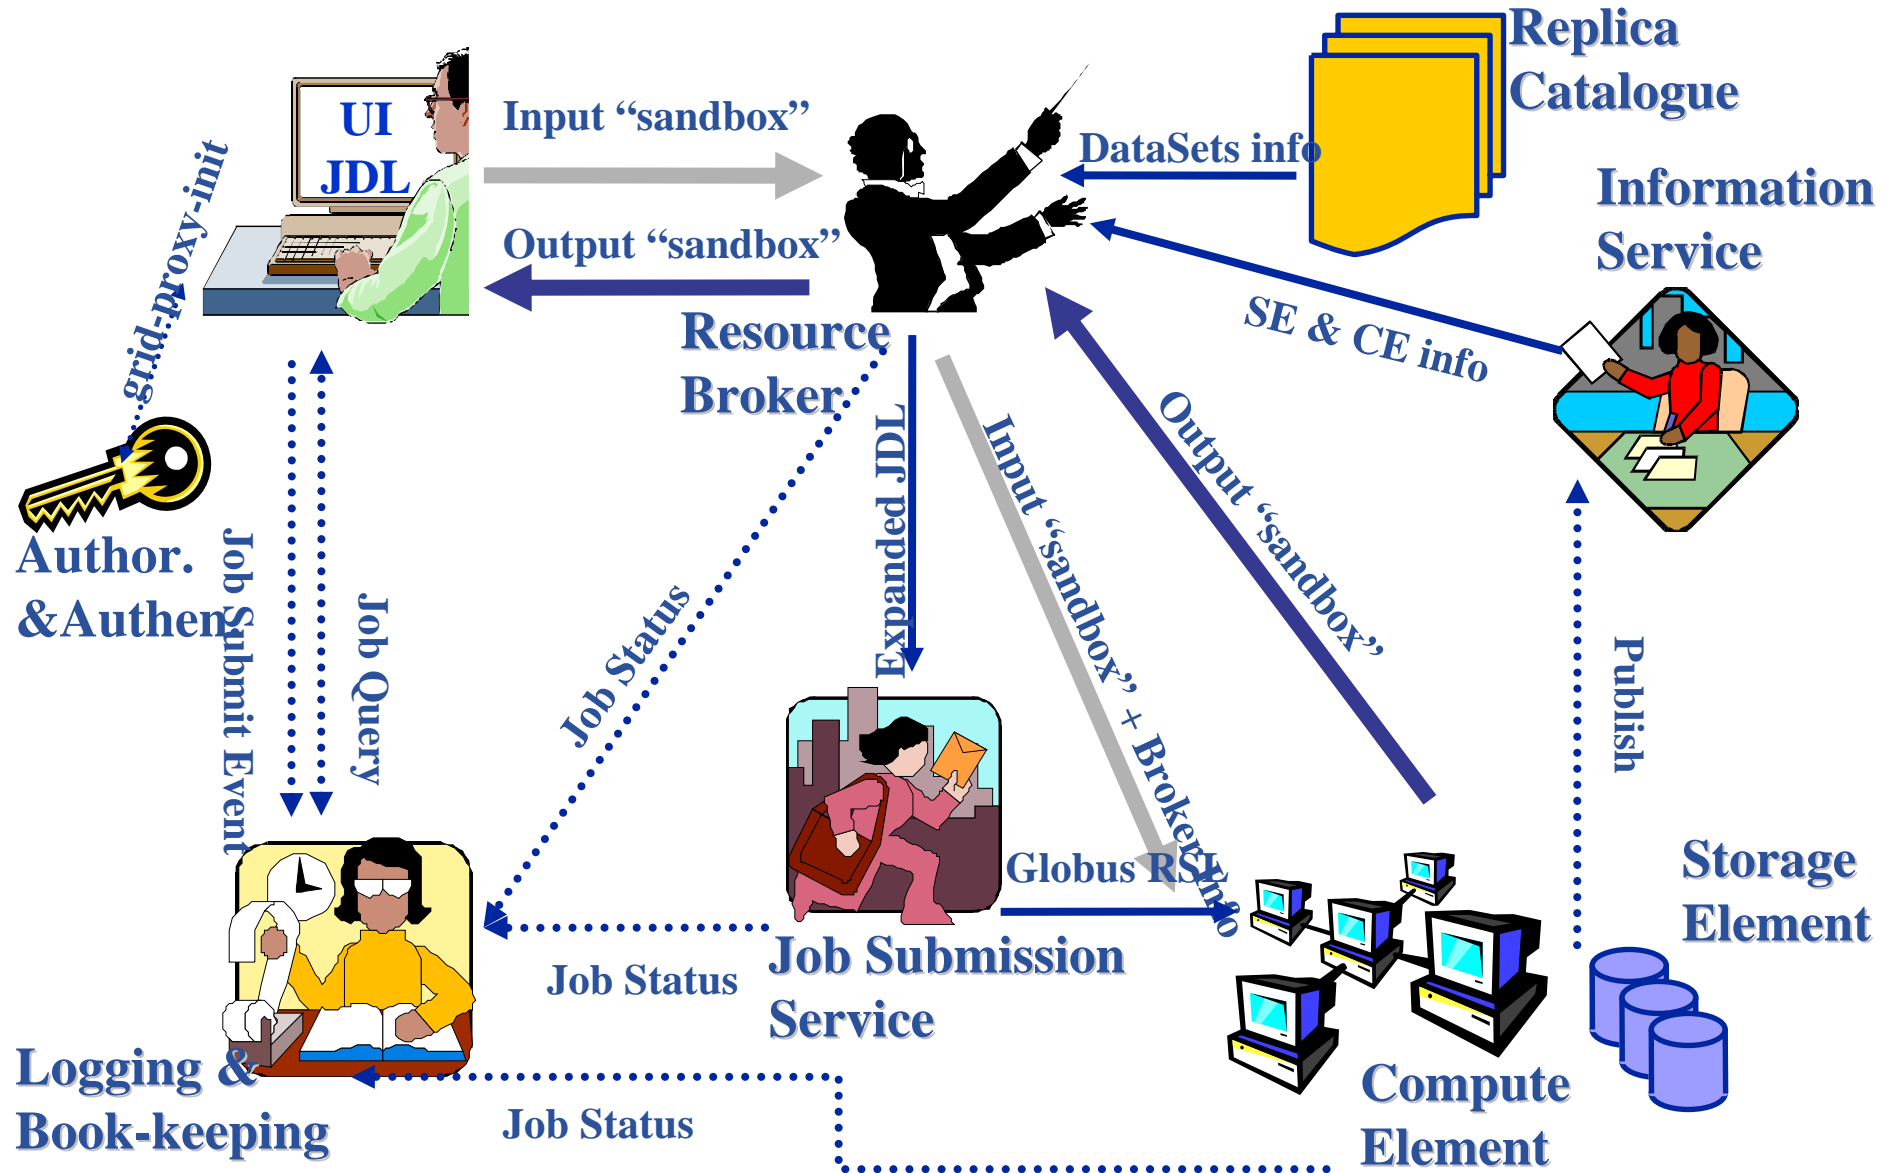 Replica
Catalogue
UI
JDL
Input “sandbox”
DataSets info
grid-proxy-init
Information
Service
Output “sandbox”
SE & CE info
Resource
Broker
Author.
&Authen.
Job Submit Event
Job Query
Job Status
Expanded JDL
Input “sandbox” + Broker Info
Output “sandbox”
Publish
Globus RSL
Storage
Element
Job Submission
Service
Job Status
Logging &
Book-keeping
Job Status
Compute
Element